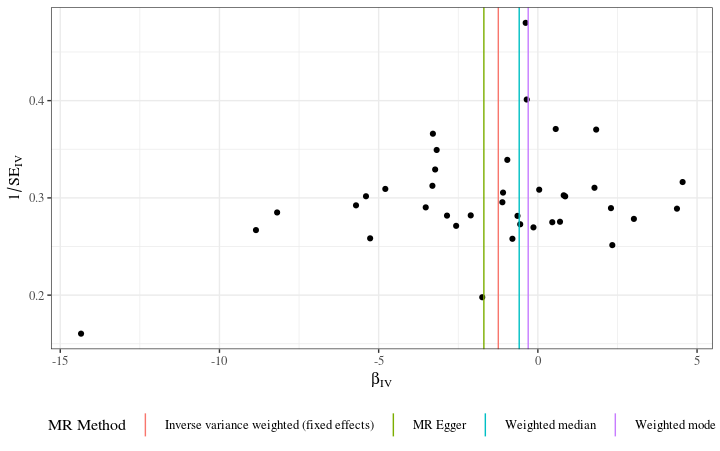 0.4
0.3
0.2
1/SE_IV
-15 -10 -5 0 5
β_IV
MR Method Inverse variance weighted (fixed effects) MR Egger Weighted median Weighted mode